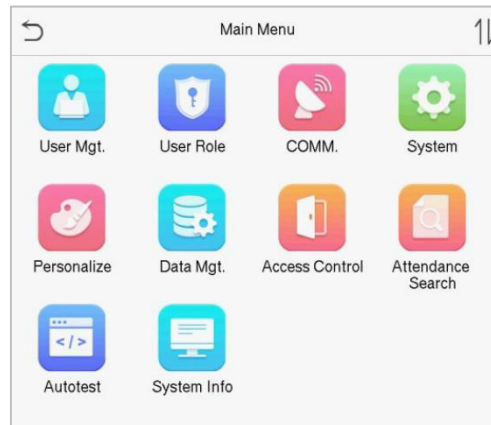 Main Menu
User Mgt.
User Role
COMM.
System
Personalize
Data Mgt.
Access Control
Attendance
Search
</>
Autotest
System Info